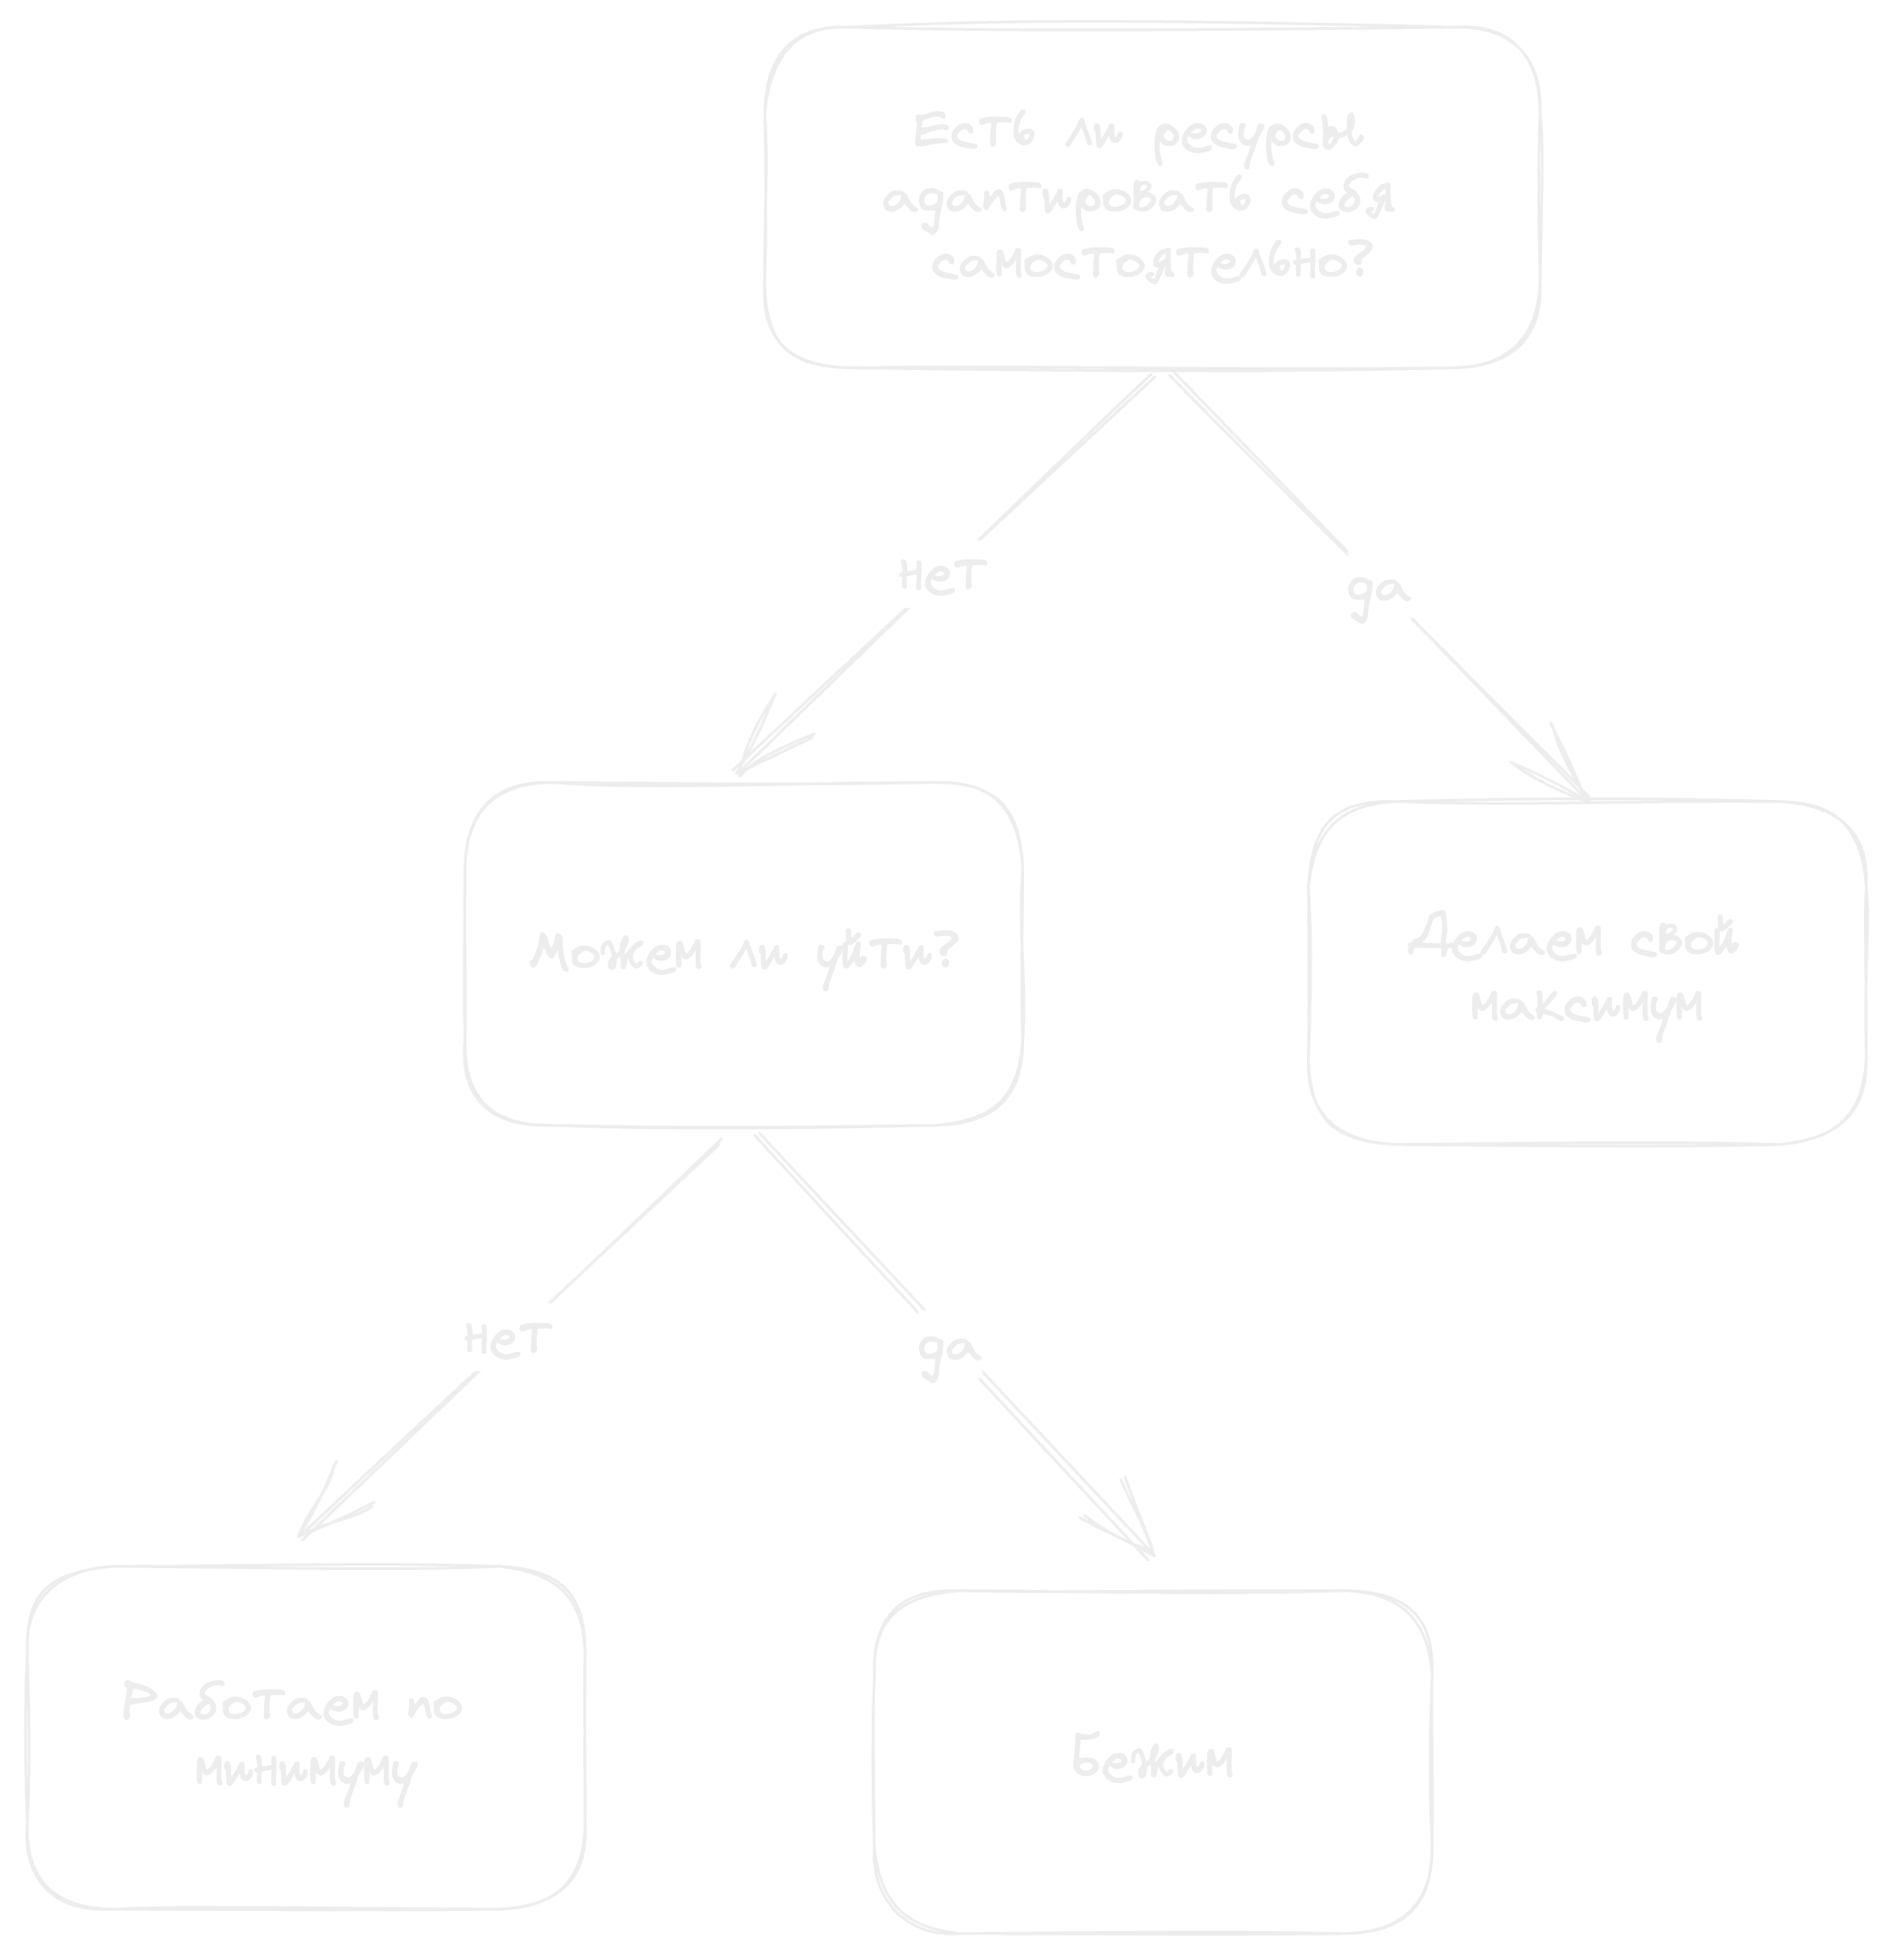 Есть ли ресурсы
адаптировать себя
самостоятельно?
нет
да
Можем ли уйти?
Делаем свой
максимум
нет
да
Работаем по
минимуму
Бежим